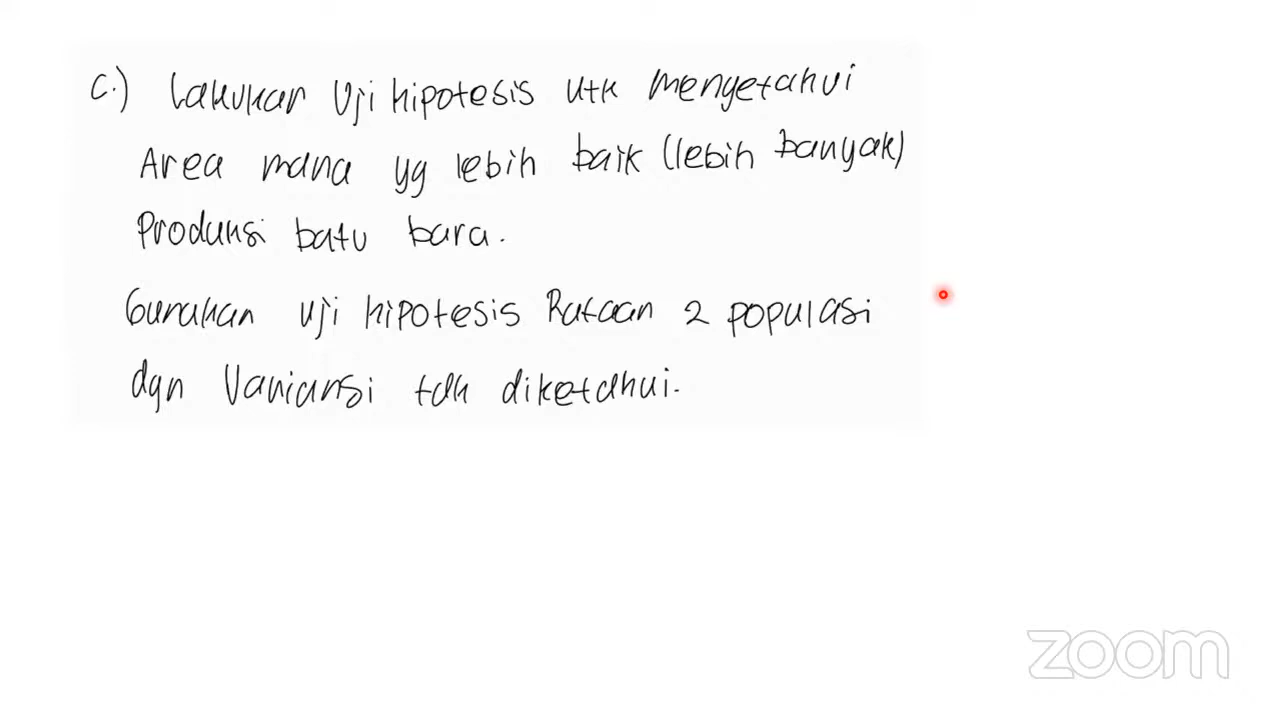 c.) Lakukan Uji hipotesis utk mengetahui
Area mana yg lebih baik (lebih banyak)
Produksi batu bara.
Gunakan uji hipotesis Rataan 2 populasi
dgn Variansi tdk diketahui.
zoom